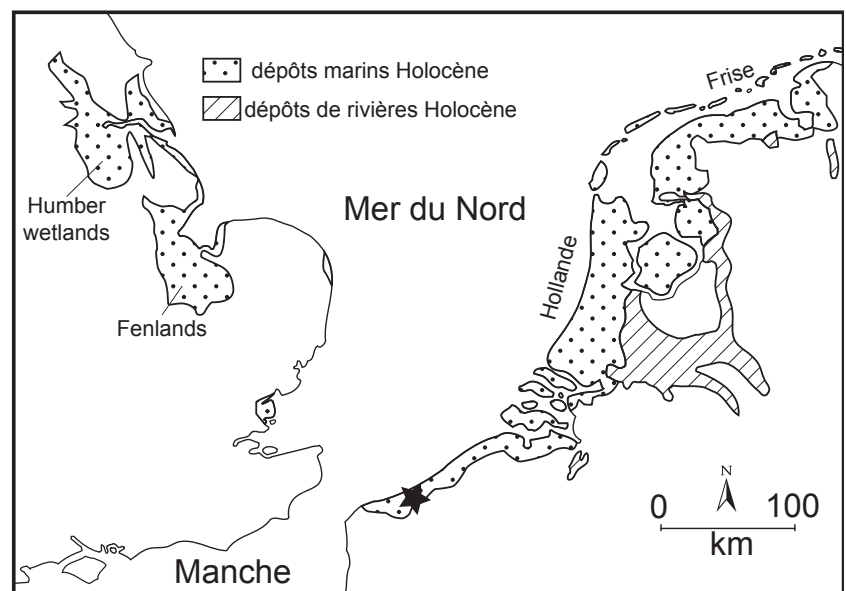 dépôts marins Holocène
dépôts de rivières Holocène
Frise
Humber
wetlands
Mer du Nord
Hollande
Fenlands
N
0 100
km
Manche